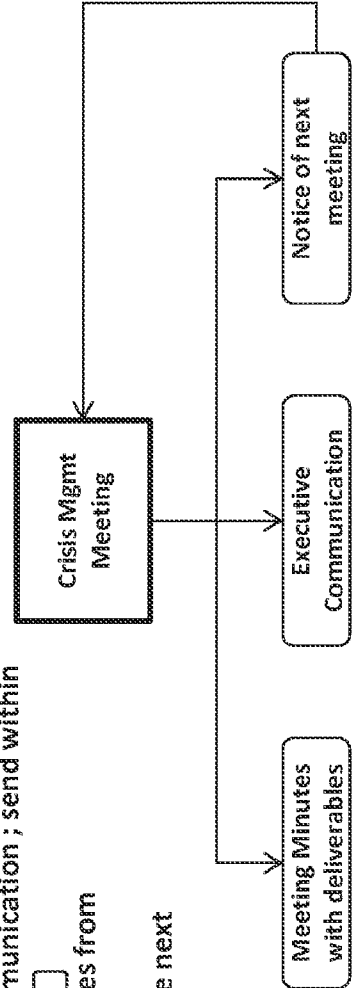 munication ; send within
es from
e next
Crisis Mgmt
Meeting
Meeting Minutes
with deliverables
Executive
Communication
Notice of next
meeting